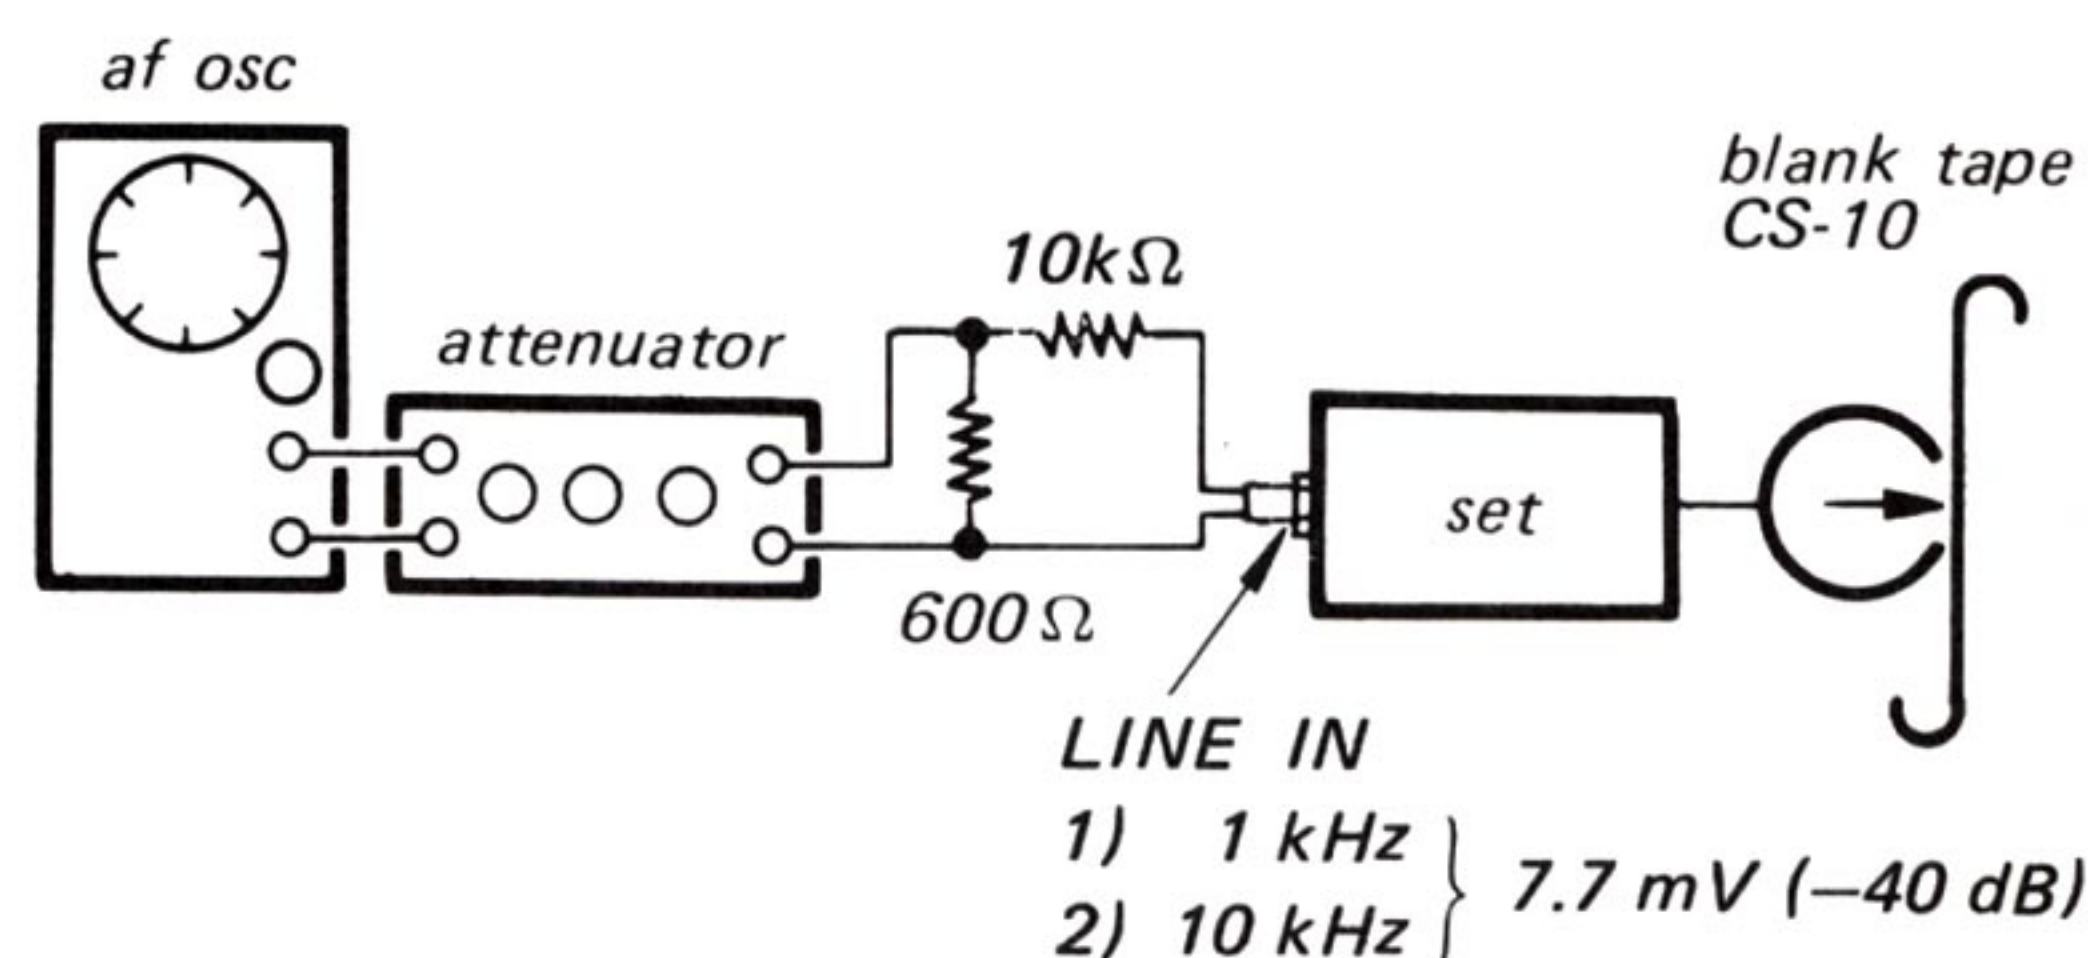 af osc
attenuator
10kΩ
600Ω
blank tape
CS-10
set
LINE IN
1) 1 kHz
2) 10 kHz
7.7 mV (—40 dB)